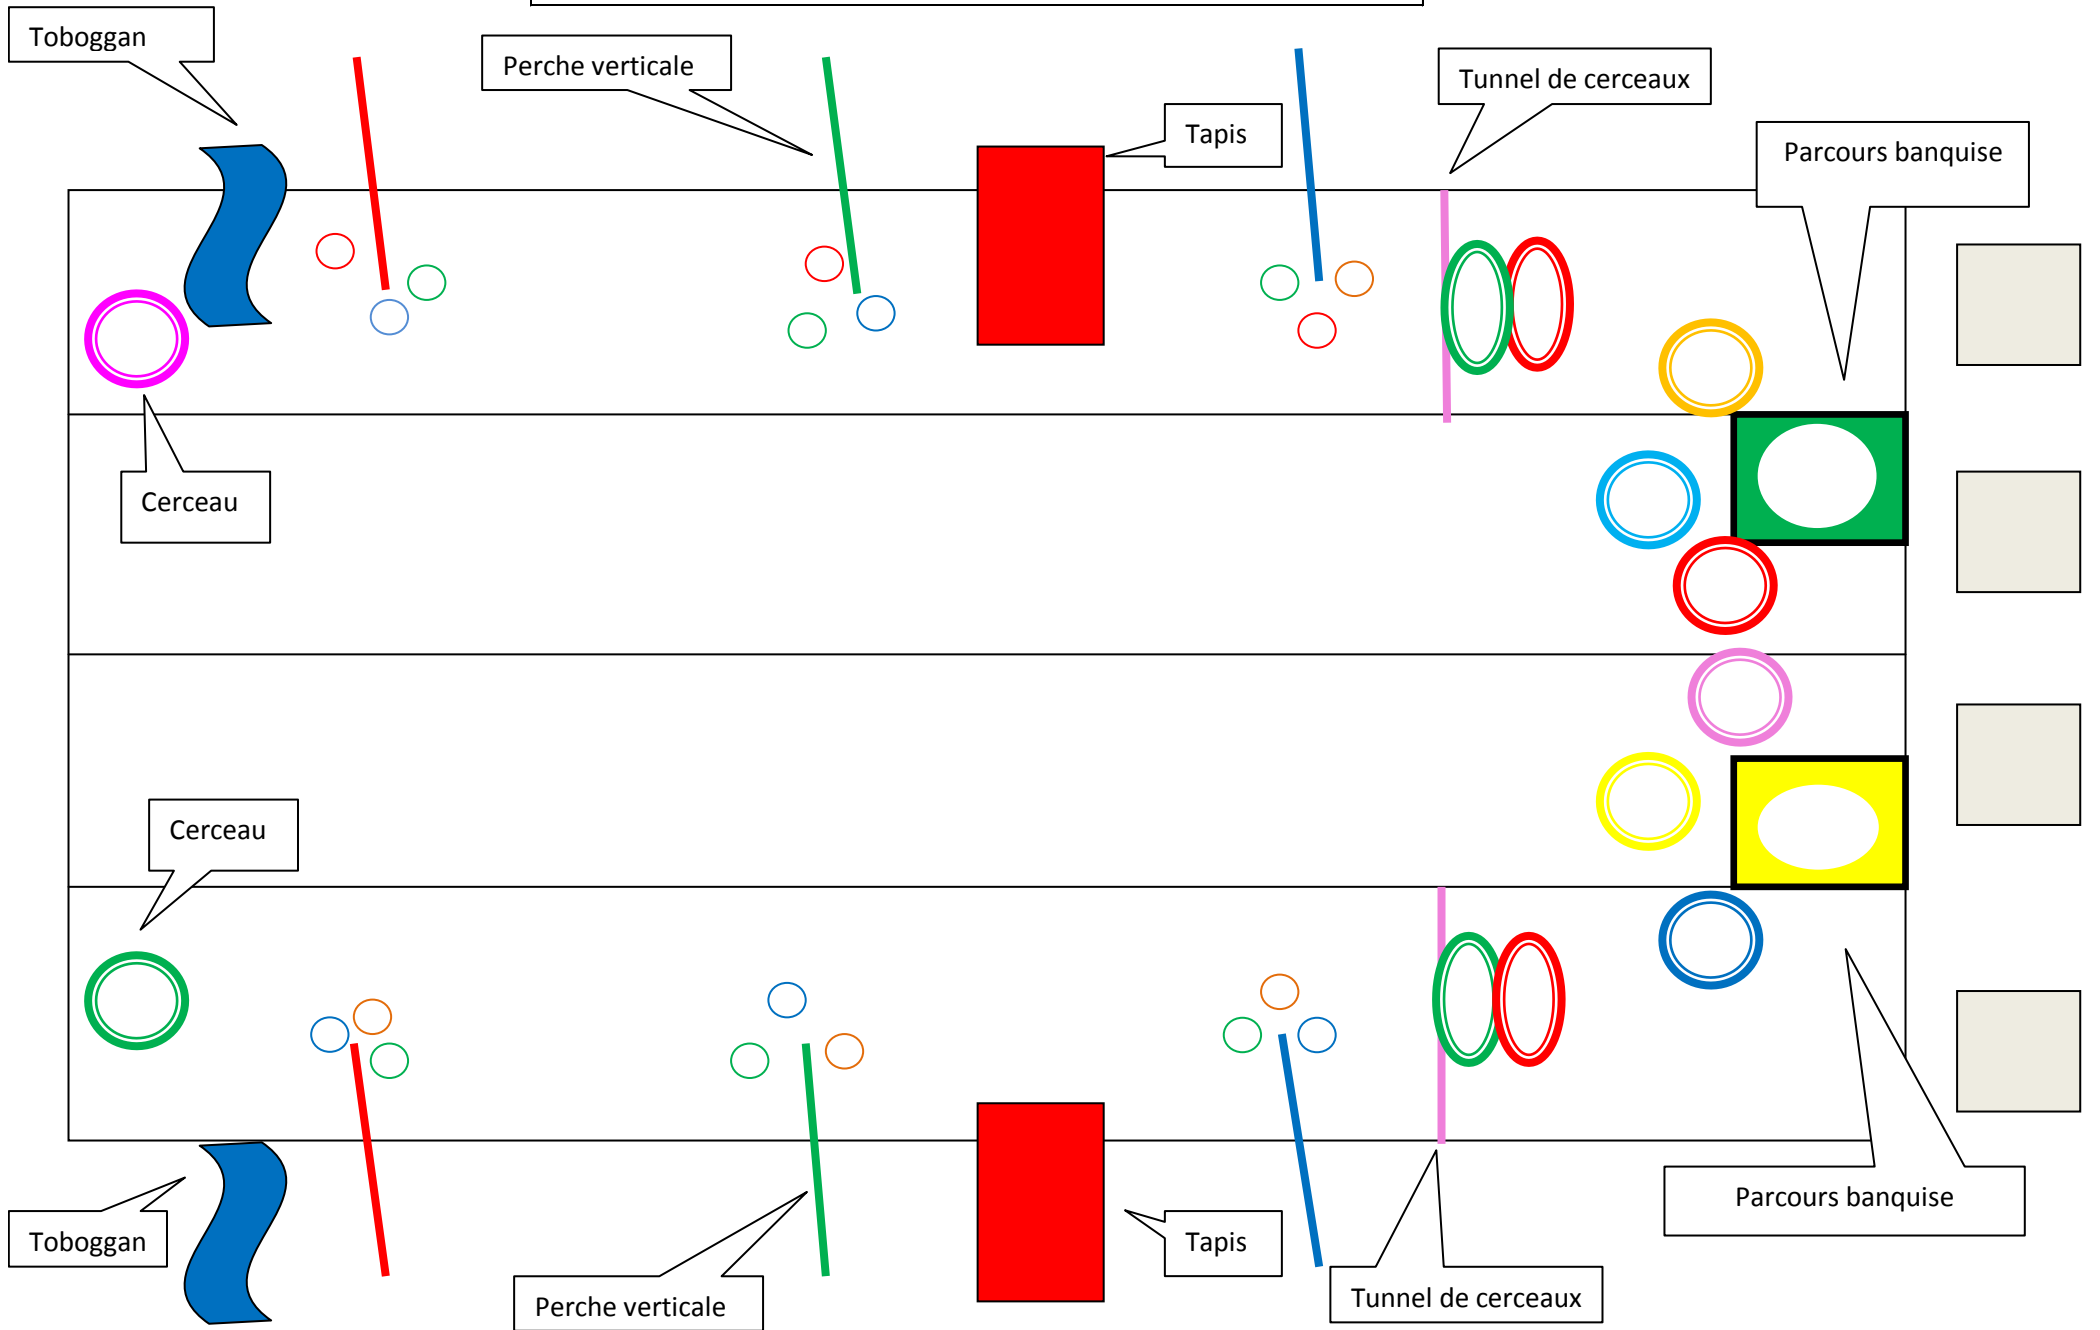 Toboggan
Perche verticale
Tunnel de cerceaux
Tapis
Parcours banquise
Cerceau
Cerceau
Parcours banquise
Toboggan
Tapis
Perche verticale
Tunnel de cerceaux